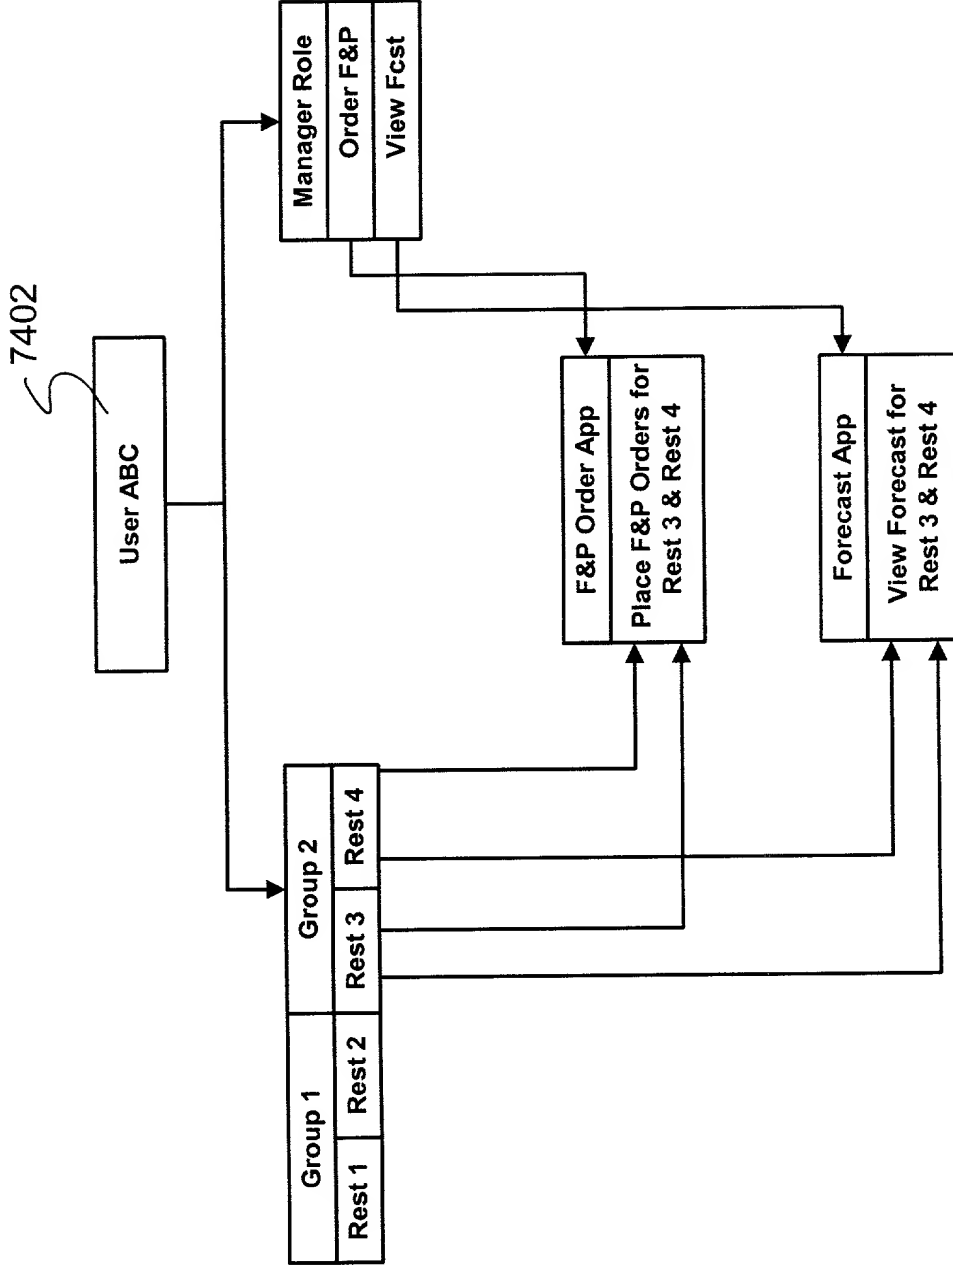 7402
User ABC
Group 1
Group 2
Rest 1
Rest 2
Rest 3
Rest 4
Manager Role
Order F&P
View Fcst
F&P Order App
Place F&P Orders for
Rest 3 & Rest 4
Forecast App
View Forecast for
Rest 3 & Rest 4